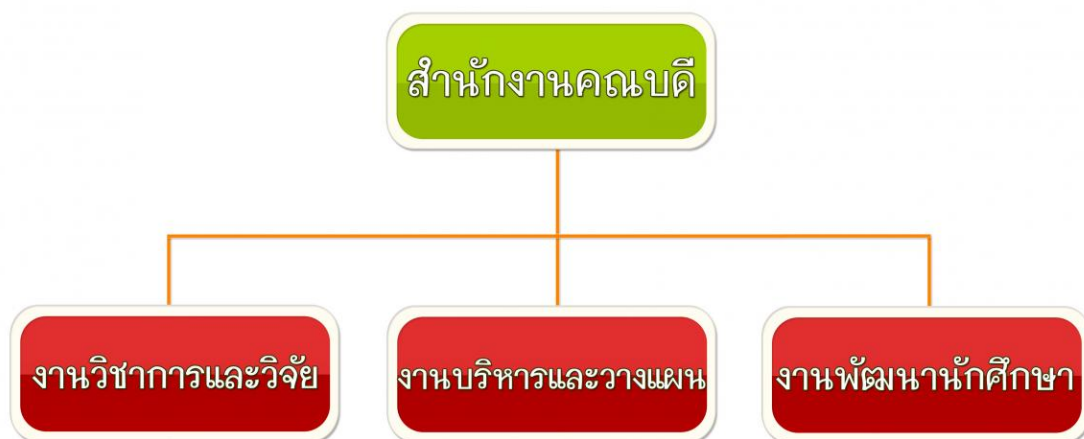 สำนักงานคณบดี
งานวิชาการและวิจัย
งานบริหารและวางแผน
งานพัฒนานักศึกษา